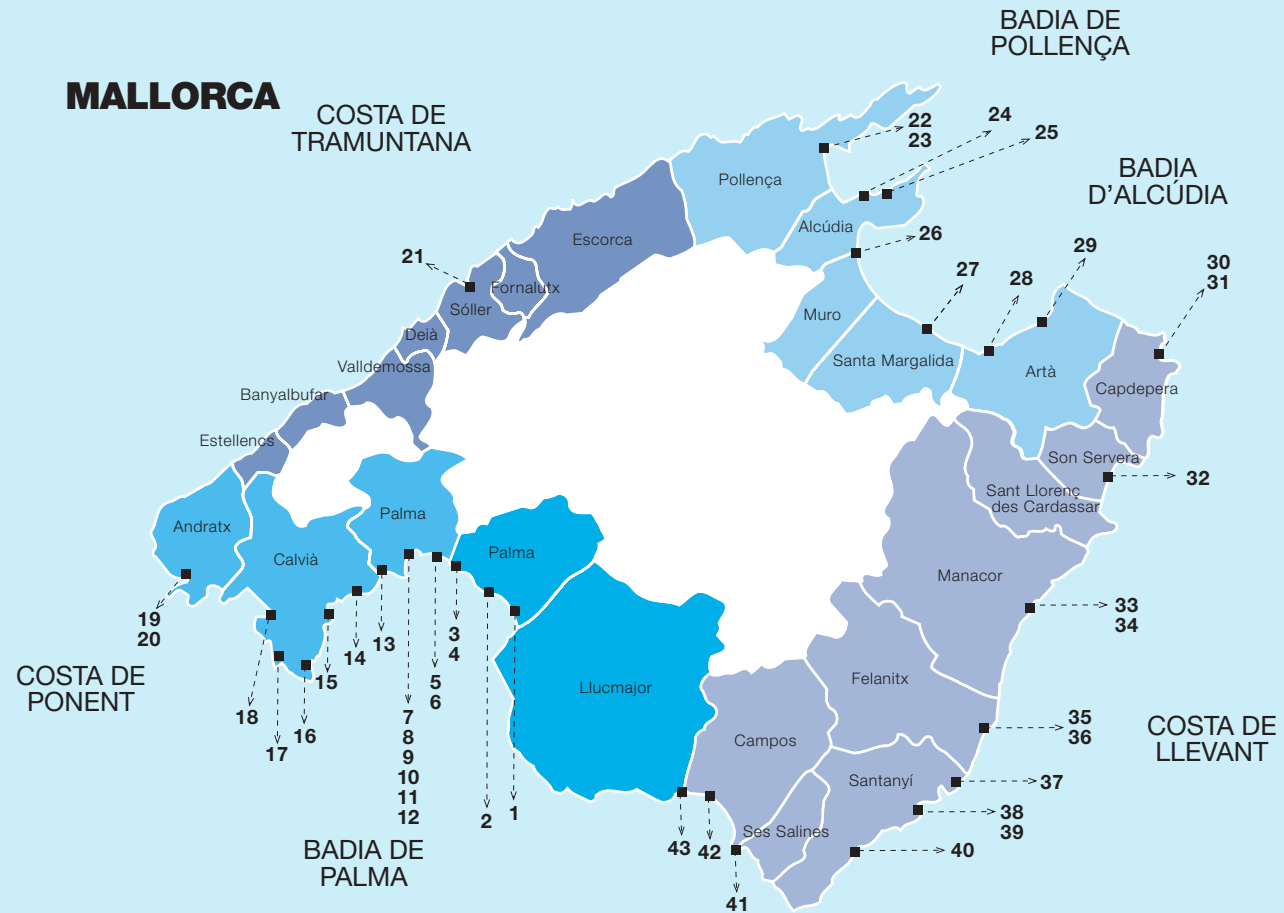 MALLORCA
COSTA DE
TRAMUNTANA
BADIA DE
POLLENÇA
22
23
24
25
BADIA
D'ALCÚDIA
Pollença
Alcúdia
Escorca
26
21
27
28
29
30
31
Fornalutx
Sóller
Deià
Muro
Valldemossa
Santa Margalida
Artà
Capdepera
Banyalbufar
Estellencs
Son Servera
32
Sant Llorenç
des Cardassar
Andratx
Palma
Palma
Calvià
Manacor
19
20
33
34
COSTA DE
PONENT
18
17
16
15
14
13
7
8
9
10
11
12
5
6
3
4
2
1
Llucmajor
Felanitx
Campos
35
36
COSTA DE
LLEVANT
Santanyí
37
38
39
Ses Salines
40
BADIA DE
PALMA
43
42
41